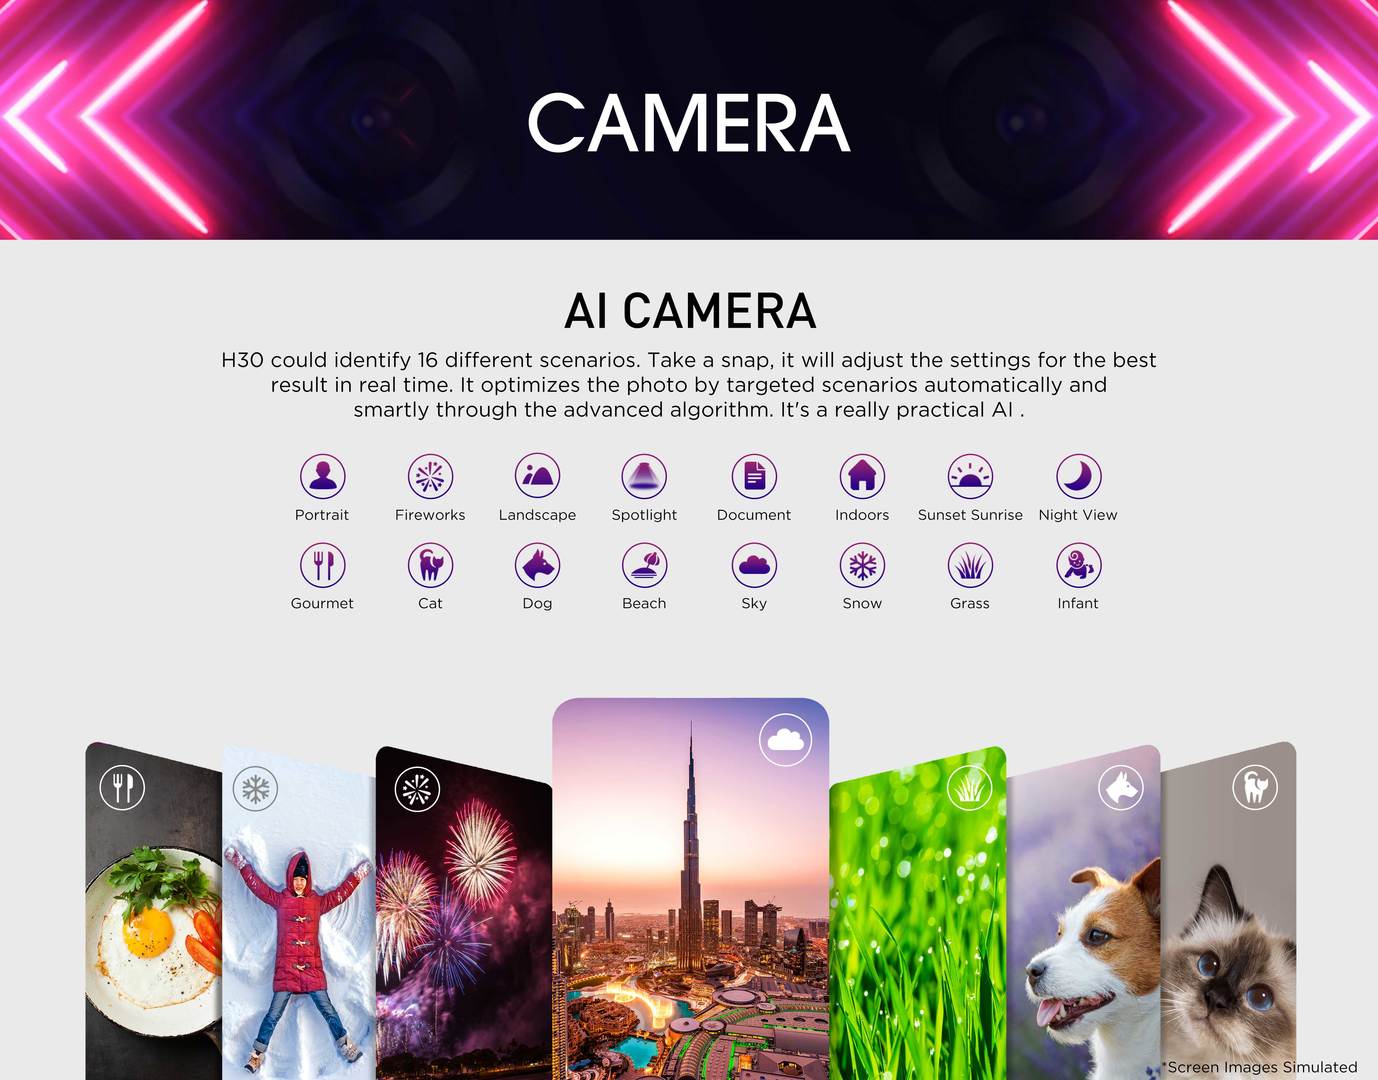 CAMERA
AI CAMERA
H30 could identify 16 different scenarios. Take a snap, it will adjust the settings for the best
result in real time. It optimizes the photo by targeted scenarios automatically and
smartly through the advanced algorithm. It's a really practical AI .
Portrait Fireworks Landscape Spotlight Document Indoors Sunset Sunrise Night View
Gourmet Cat Dog Beach Sky Snow Grass Infant
*Screen Images Simulated